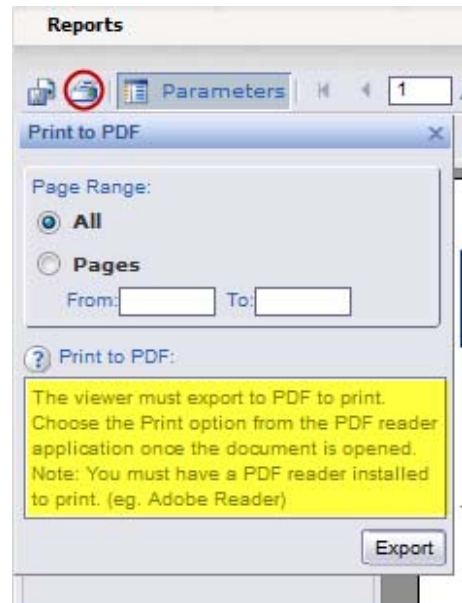 Reports
Parameters 1
Print to PDF
Page Range:
All
Pages
From: To:
Print to PDF:
The viewer must export to PDF to print.
Choose the Print option from the PDF reader
application once the document is opened.
Note: You must have a PDF reader installed
to print. (eg. Adobe Reader)
Export